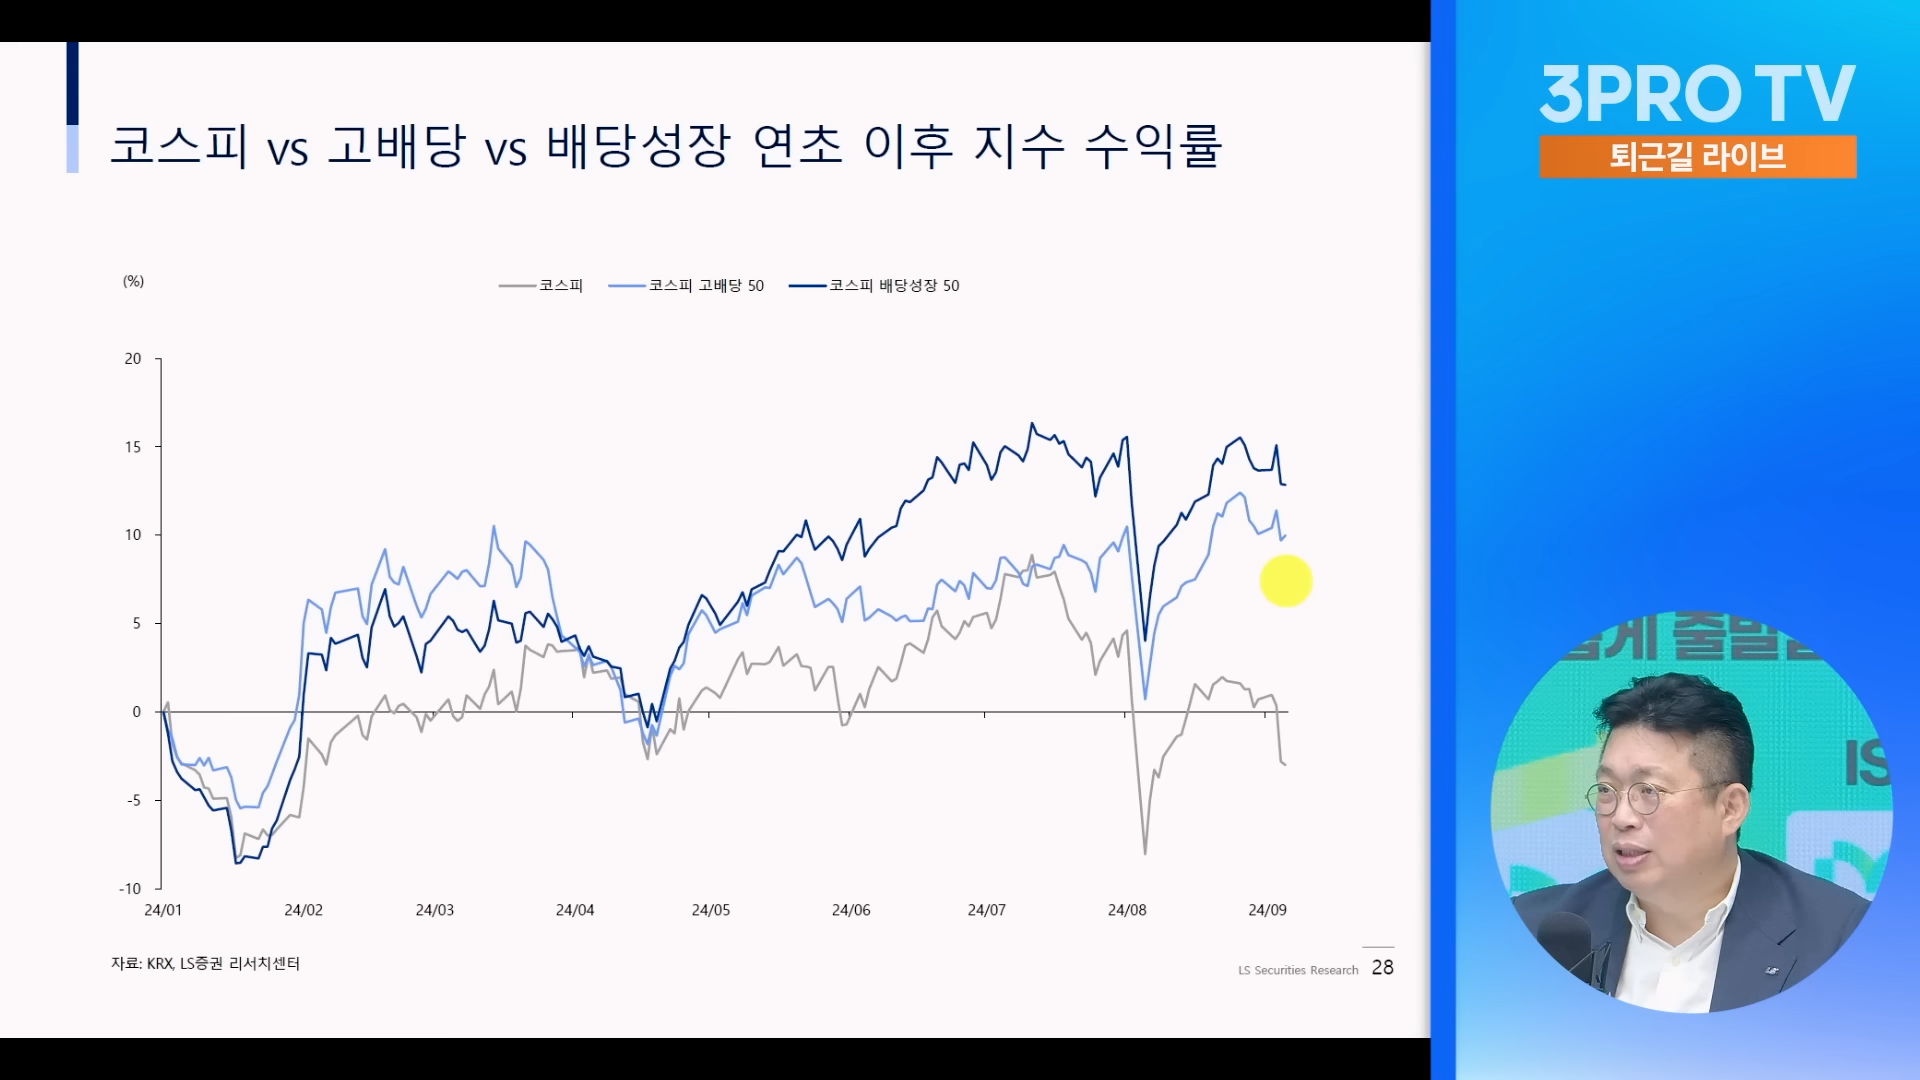 코스피 vs 고배당 vs 배당성장 연초 이후 지수 수익률
(%)
코스피 코스피 고배당 50 코스피 배당성장 50
20
15
10
5
0
-5
-10
24/01 24/02 24/03 24/04 24/05 24/06 24/07 24/08 24/09
자료: KRX, LS증권 리서치센터
LS Securities Research 28
3PRO TV
퇴근길 라이브
IS